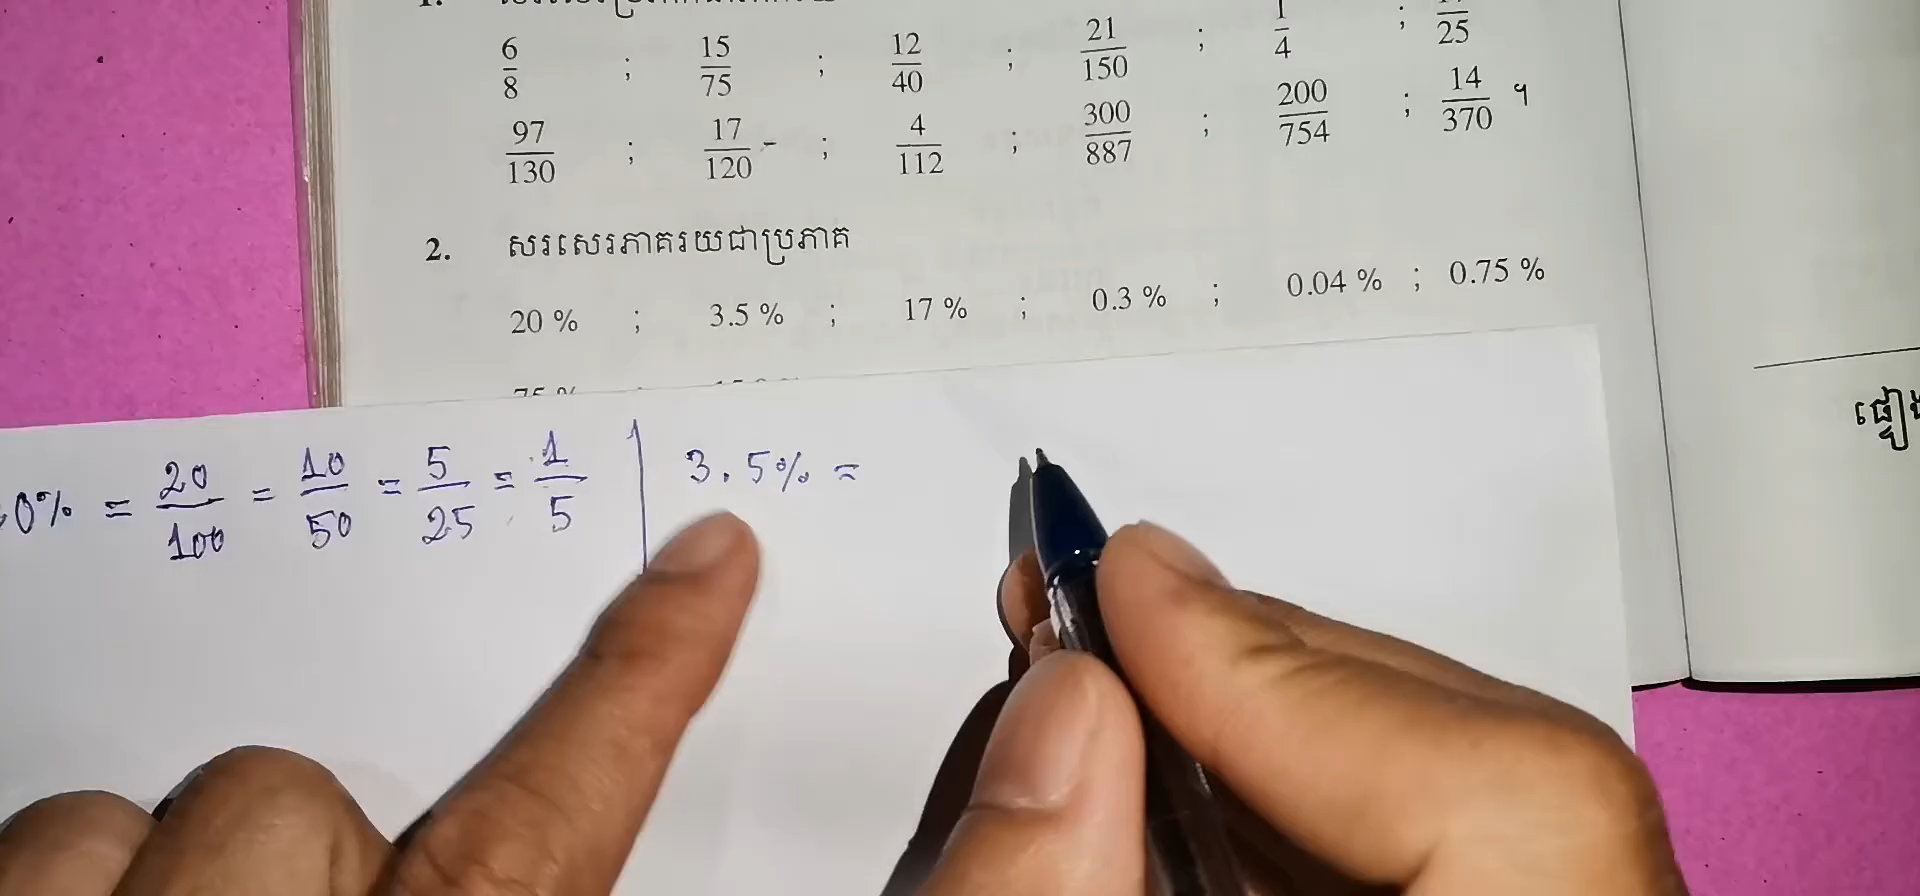 1.
6/8 ; 15/75 ; 12/40 ; 21/150 ; 1/4 ; /25
97/130 ; 17/120 - ; 4/112 ; 300/887 ; 200/754 ; 14/370 ។
2. សរសេរភាគរយជាប្រភាគ
20 % ; 3.5 % ; 17 % ; 0.3 % ; 0.04 % ; 0.75 %
75 %
0% = 20/100 = 10/50 = 5/25 = 1/5 | 3.5% =